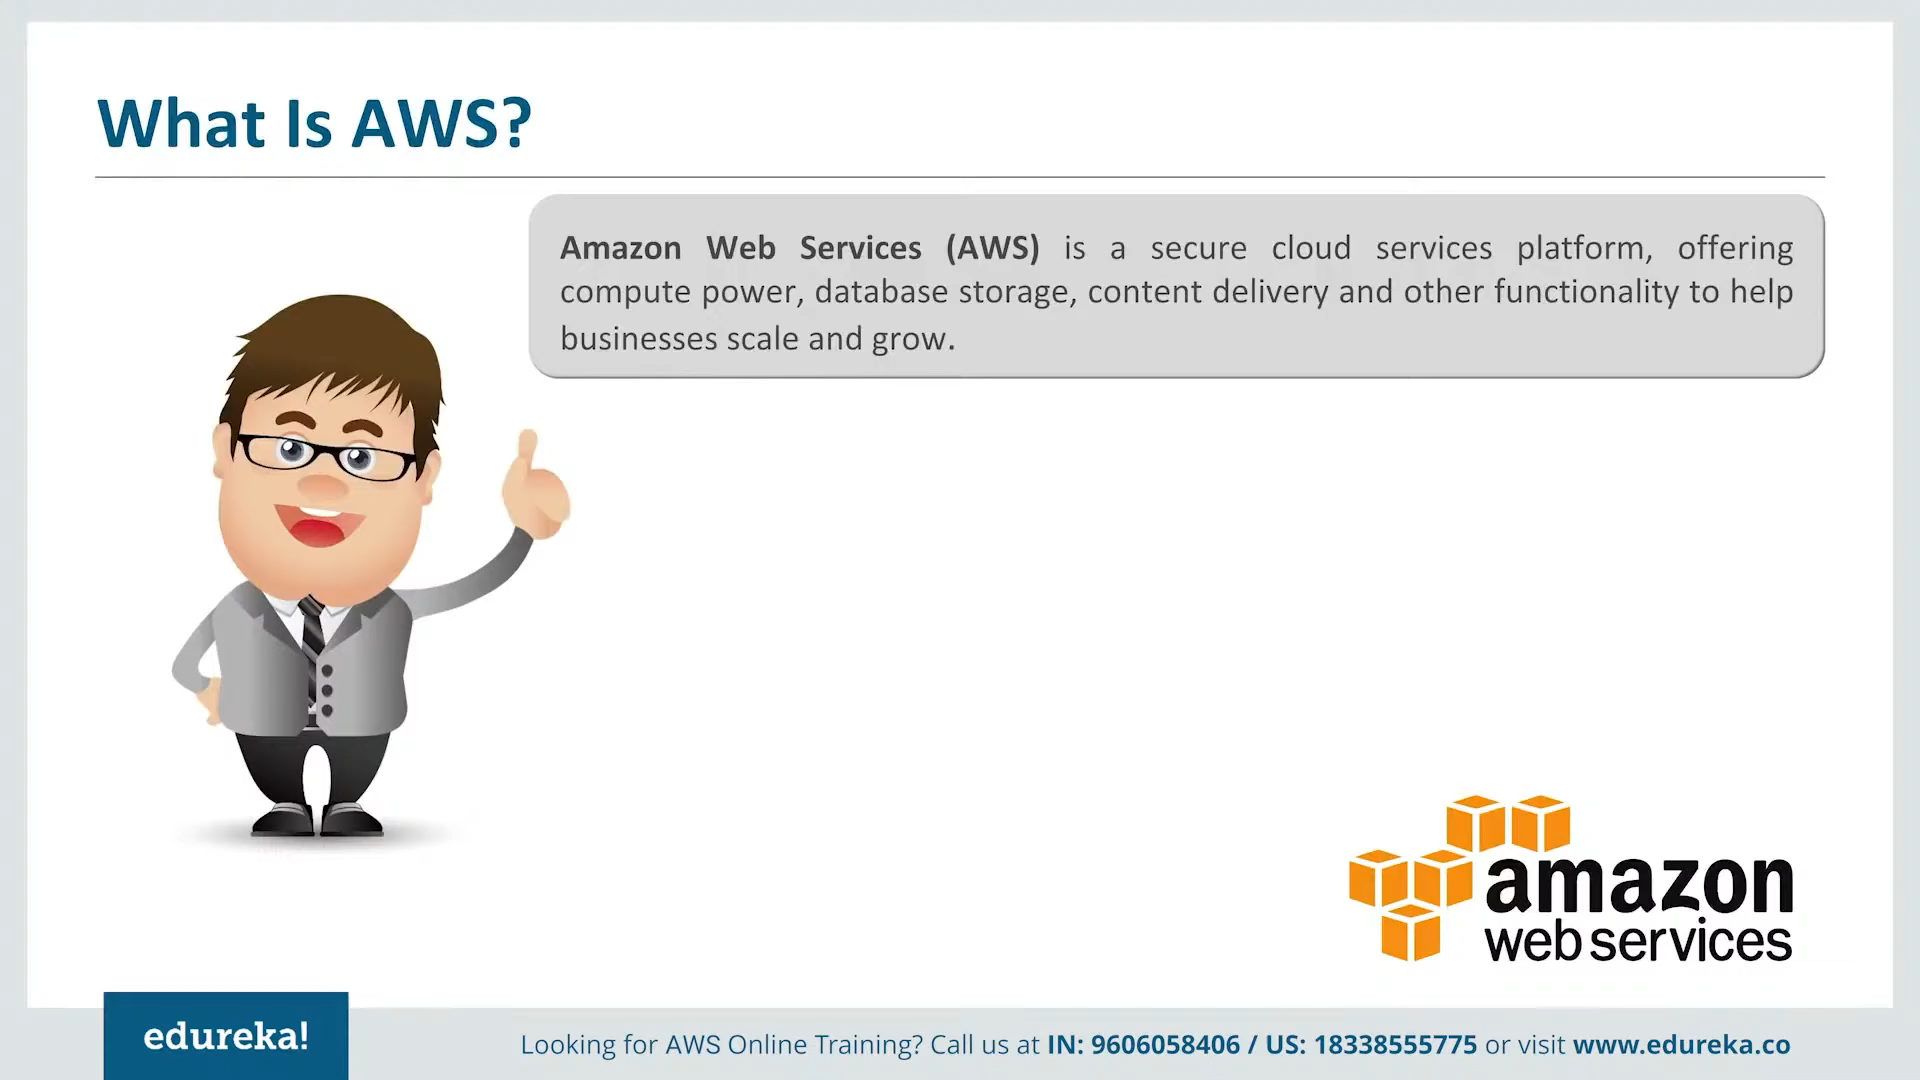 What Is AWS?
Amazon Web Services (AWS) is a secure cloud services platform, offering
compute power, database storage, content delivery and other functionality to help
businesses scale and grow.
amazon
webservices
edureka!
Looking for AWS Online Training? Call us at IN: 9606058406 / US: 18338555775 or visit www.edureka.co